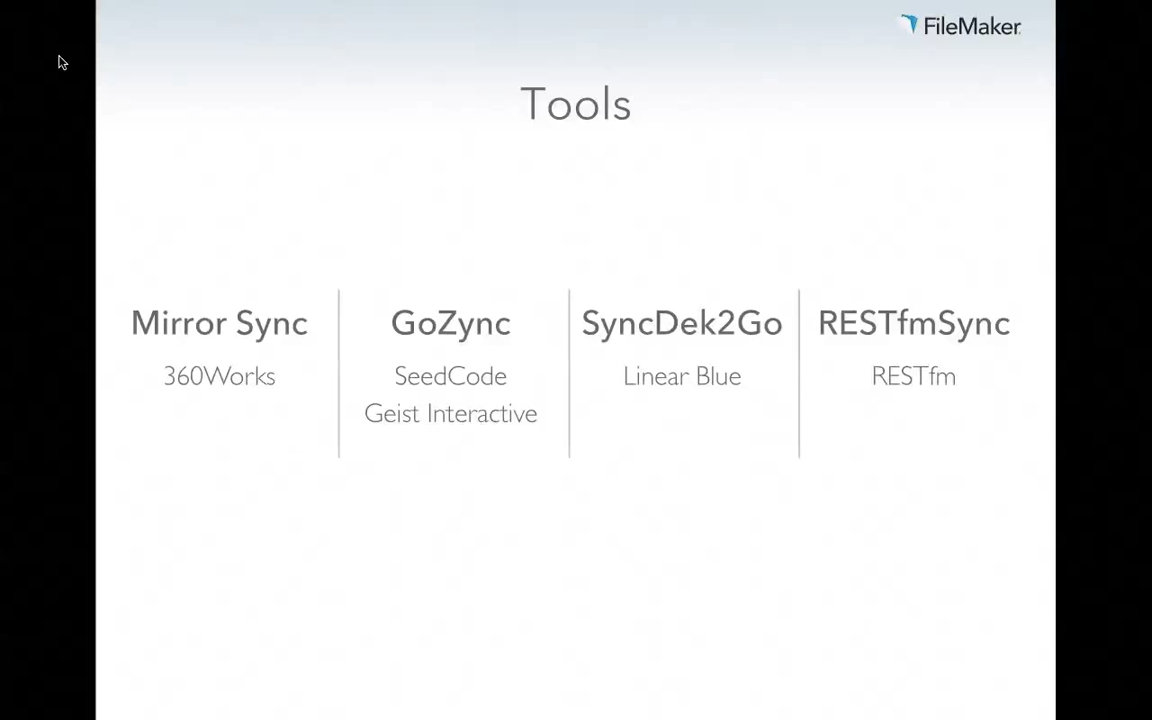 FileMaker
Tools
Mirror Sync
360Works
GoZync
SeedCode
Geist Interactive
SyncDek2Go
Linear Blue
RESTfmSync
RESTfm